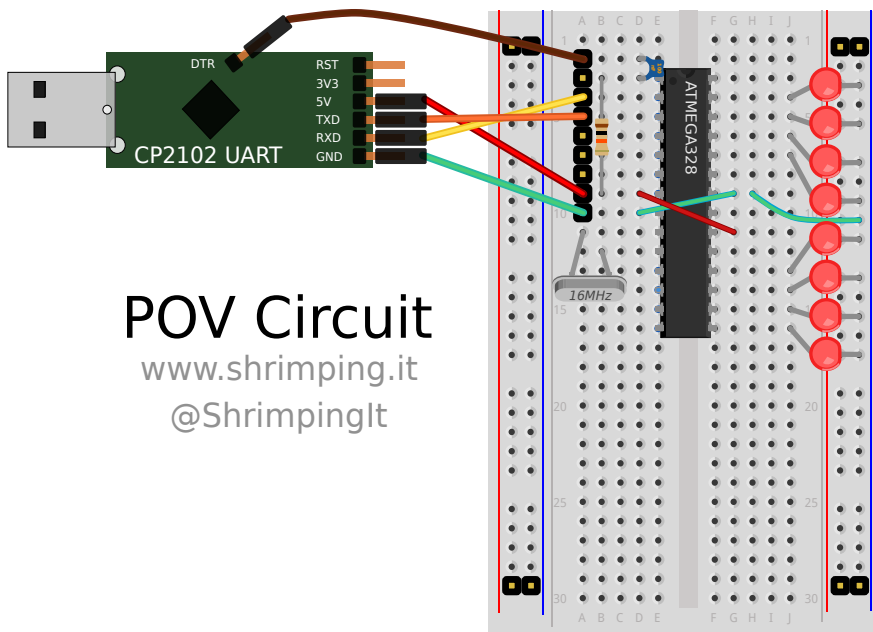 A B C D E F G H I J
1 1
DTR
RST
3V3
5V
TXD
RXD
GND
CP2102 UART
ATMEGA328
10
16MHz
15 15
POV Circuit
www.shrimping.it
@ShrimpingIt
20 20
25 25
30 30
A B C D E F G H I J